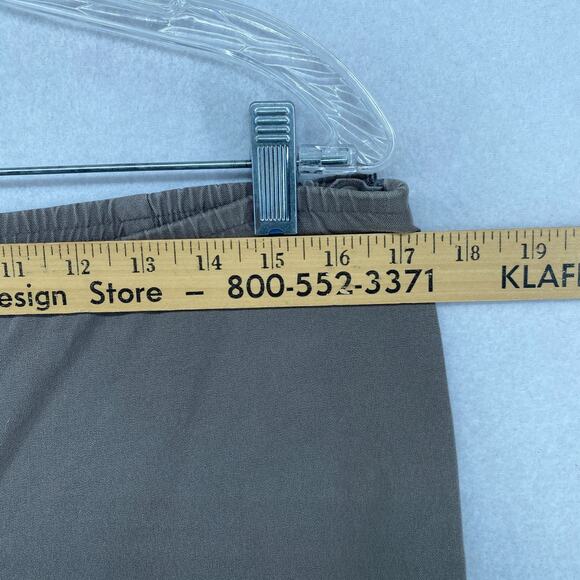 11 12 13 14 15 16 17 18 19
esign Store – 800-552-3371 KLAF